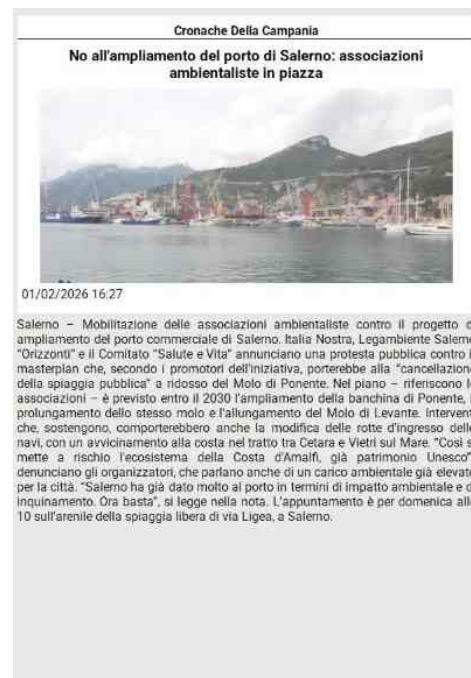 Cronache Della Campania
No all'ampliamento del porto di Salerno: associazioni
ambientaliste in piazza
01/02/2026 16:27
Salerno – Mobilitazione delle associazioni ambientaliste contro il progetto d
ampliamento del porto commerciale di Salerno. Italia Nostra, Legambiente Salerno
"Orizzonti" e il Comitato "Salute e Vita" annunciano una protesta pubblica contro i
masterplan che, secondo i promotori dell'iniziativa, porterebbe alla "cancellazione
della spiaggia pubblica" a ridosso del Molo di Ponente. Nel piano – riferiscono l
associazioni – è previsto entro il 2030 l'ampliamento della banchina di Ponente, i
prolungamento dello stesso molo e l'allungamento del Molo di Levante. Intervent
che, sostengono, comporterebbero anche la modifica delle rotte d'ingresso delle
navi, con un avvicinamento alla costa nel tratto tra Cetara e Vietri sul Mare. "Così s
mette a rischio l'ecosistema della Costa d'Amalfi, già patrimonio Unesco"
denunciano gli organizzatori, che parlano anche di un carico ambientale già elevato
per la città. "Salerno ha già dato molto al porto in termini di impatto ambientale e d
inquinamento. Ora basta", si legge nella nota. L'appuntamento è per domenica alle
10 sull'arenile della spiaggia libera di via Ligea, a Salerno.